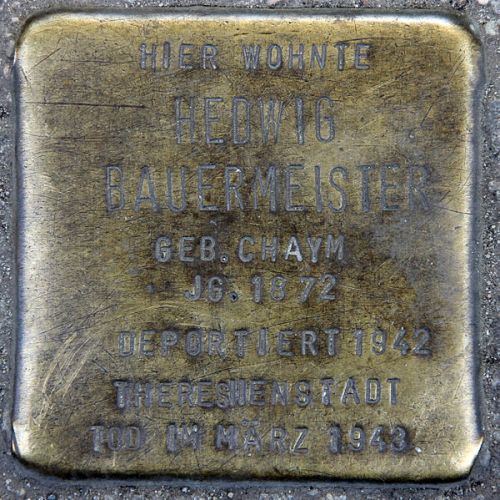 HIER WOHNTE
HEDWIG
BAUERMEISTER
GEB. CHAYM
JG. 1872
DEPORTIERT 1942
THERESIENSTADT
TOD IM MÄRZ 1943